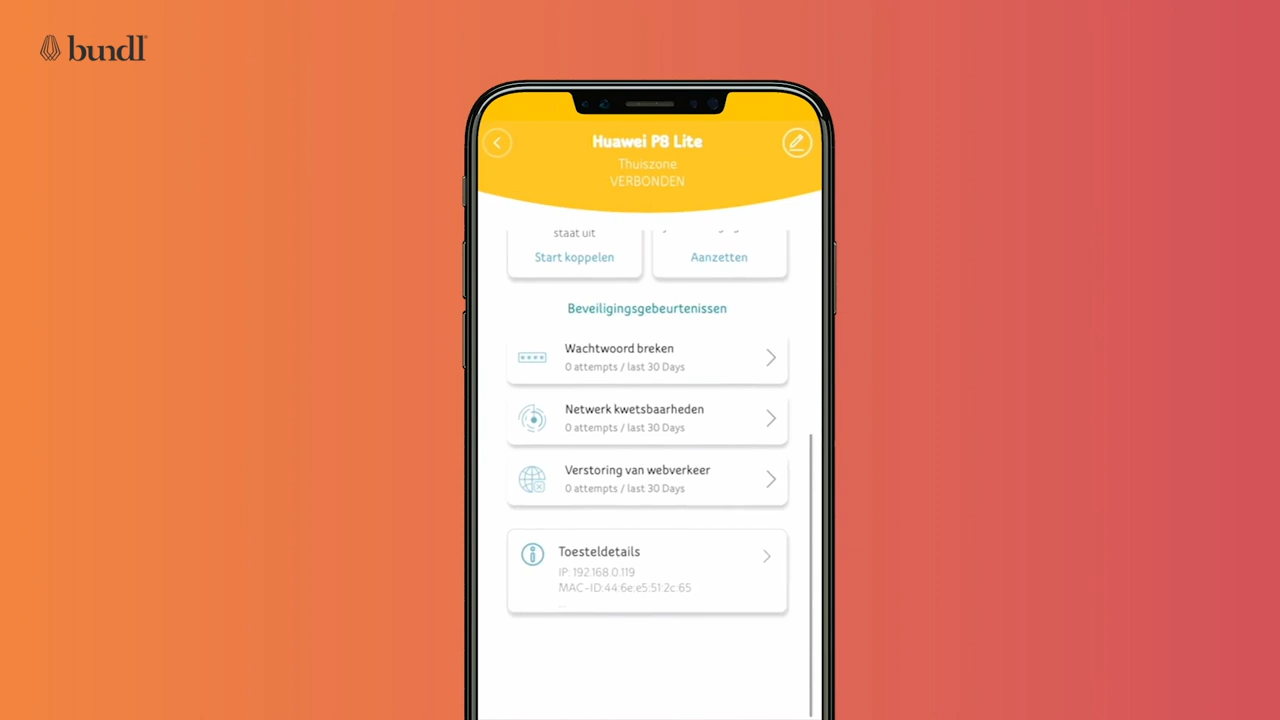 bundl
Huawei P8 Lite
Thuiszone
VERBONDEN
staat uit
Start koppelen
Aanzetten
Beveiligingsgebeurtenissen
Wachtwoord breken
0 attempts / last 30 Days
Netwerk kwetsbaarheden
0 attempts / last 30 Days
Verstoring van webverkeer
0 attempts / last 30 Days
Toesteldetails
IP: 192.168.0.119
MAC-ID:44:6e:e5:51:2c:65
...